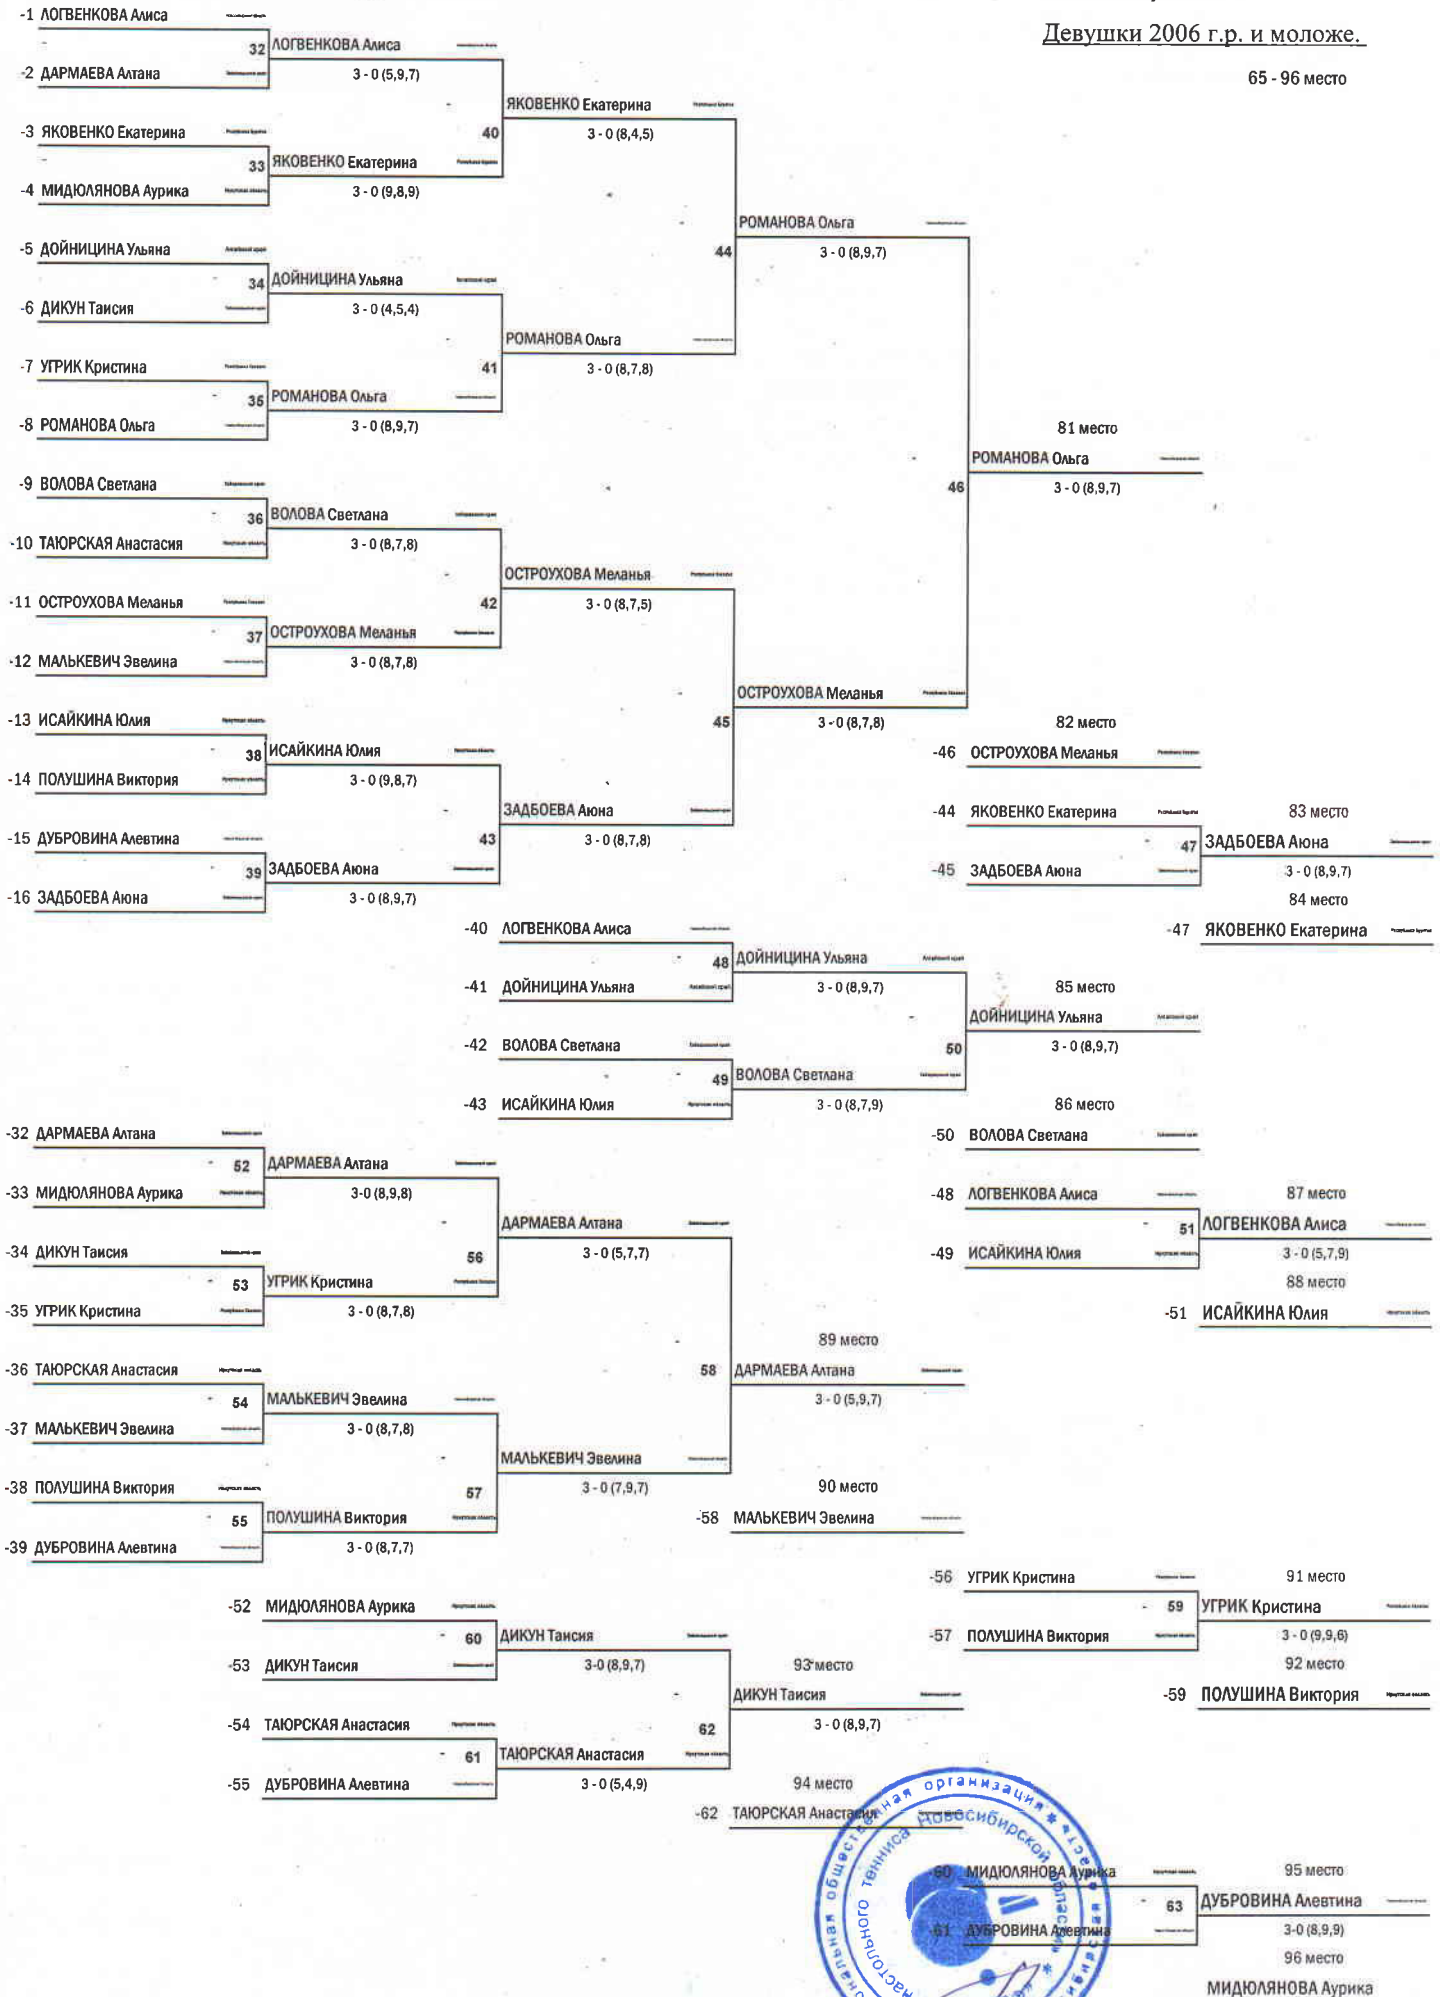 Девушки 2006 г.р. и моложе.
65 - 96 место
-1 ЛОГВЕНКОВА Алиса
32 ЛОГВЕНКОВА Алиса
-2 ДАРМАЕВА Алтана
3 - 0 (5,9,7)
ЯКОВЕНКО Екатерина
-3 ЯКОВЕНКО Екатерина
40
3 - 0 (8,4,5)
33 ЯКОВЕНКО Екатерина
-4 МИДЮЛЯНОВА Аурика
3 - 0 (9,8,9)
РОМАНОВА Ольга
-5 ДОЙНИЦИНА Ульяна
44
3 - 0 (8,9,7)
34 ДОЙНИЦИНА Ульяна
-6 ДИКУН Таисия
3 - 0 (4,5,4)
РОМАНОВА Ольга
-7 УГРИК Кристина
41
3 - 0 (8,7,8)
35 РОМАНОВА Ольга
-8 РОМАНОВА Ольга
3 - 0 (8,9,7)
81 место
РОМАНОВА Ольга
-9 ВОЛОВА Светлана
46
3 - 0 (8,9,7)
36 ВОЛОВА Светлана
-10 ТАЮРСКАЯ Анастасия
3 - 0 (8,7,8)
ОСТРОУХОВА Меланья
-11 ОСТРОУХОВА Меланья
42
3 - 0 (8,7,5)
37 ОСТРОУХОВА Меланья
-12 МАЛЬКЕВИЧ Эвелина
3 - 0 (8,7,8)
ОСТРОУХОВА Меланья
-13 ИСАЙКИНА Юлия
45
3 - 0 (8,7,8)
82 место
38 ИСАЙКИНА Юлия
-46 ОСТРОУХОВА Меланья
-14 ПОЛУШИНА Виктория
3 - 0 (9,8,7)
ЗАДБОЕВА Аюна
-44 ЯКОВЕНКО Екатерина
83 место
-15 ДУБРОВИНА Алевтина
43
3 - 0 (8,7,8)
47 ЗАДБОЕВА Аюна
39 ЗАДБОЕВА Аюна
-45 ЗАДБОЕВА Аюна
3 - 0 (8,9,7)
-16 ЗАДБОЕВА Аюна
3 - 0 (8,9,7)
84 место
-40 ЛОГВЕНКОВА Алиса
-47 ЯКОВЕНКО Екатерина
48 ДОЙНИЦИНА Ульяна
-41 ДОЙНИЦИНА Ульяна
3 - 0 (8,9,7)
85 место
ДОЙНИЦИНА Ульяна
-42 ВОЛОВА Светлана
50
3 - 0 (8,9,7)
49 ВОЛОВА Светлана
-43 ИСАЙКИНА Юлия
3 - 0 (8,7,9)
86 место
-32 ДАРМАЕВА Алтана
-50 ВОЛОВА Светлана
52 ДАРМАЕВА Алтана
-33 МИДЮЛЯНОВА Аурика
3-0 (8,9,8)
-48 ЛОГВЕНКОВА Алиса
87 место
ДАРМАЕВА Алтана
51 ЛОГВЕНКОВА Алиса
-34 ДИКУН Таисия
56
3 - 0 (5,7,7)
-49 ИСАЙКИНА Юлия
3 - 0 (5,7,9)
53 УГРИК Кристина
88 место
-35 УГРИК Кристина
3 - 0 (8,7,8)
-51 ИСАЙКИНА Юлия
89 место
-36 ТАЮРСКАЯ Анастасия
58 ДАРМАЕВА Алтана
54 МАЛЬКЕВИЧ Эвелина
3 - 0 (5,9,7)
-37 МАЛЬКЕВИЧ Эвелина
3 - 0 (8,7,8)
МАЛЬКЕВИЧ Эвелина
-38 ПОЛУШИНА Виктория
57
3 - 0 (7,9,7)
90 место
55 ПОЛУШИНА Виктория
-58 МАЛЬКЕВИЧ Эвелина
-39 ДУБРОВИНА Алевтина
3 - 0 (8,7,7)
-56 УГРИК Кристина
91 место
-52 МИДЮЛЯНОВА Аурика
59 УГРИК Кристина
60 ДИКУН Таисия
-57 ПОЛУШИНА Виктория
3 - 0 (9,9,6)
-53 ДИКУН Таисия
3-0 (8,9,7)
93 место
92 место
ДИКУН Таисия
-59 ПОЛУШИНА Виктория
-54 ТАЮРСКАЯ Анастасия
62
3 - 0 (8,9,7)
61 ТАЮРСКАЯ Анастасия
-55 ДУБРОВИНА Алевтина
3 - 0 (5,4,9)
94 место
-62 ТАЮРСКАЯ Анастасия
60 МИДЮЛЯНОВА Аурика
95 место
63 ДУБРОВИНА Алевтина
-61 ДУБРОВИНА Алевтина
3-0 (8,9,9)
96 место
МИДЮЛЯНОВА Аурика
общественная организация
настольного тенниса Новосибирской области